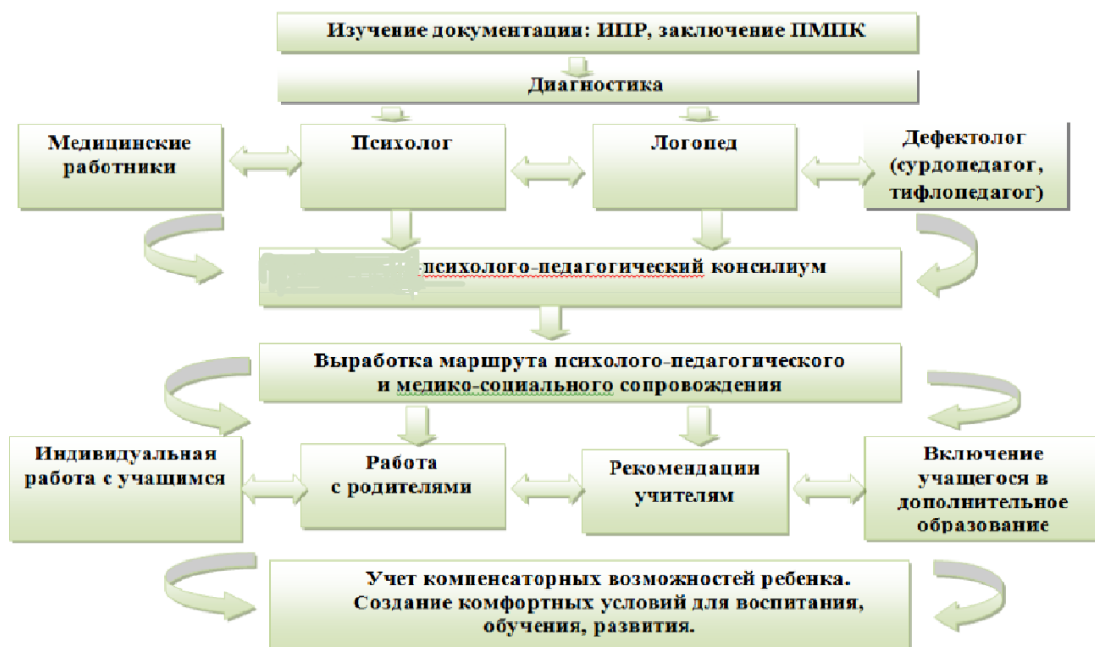 Изучение документации: ИПР, заключение ПМПК
Диагностика
Медицинские
работники
Психолог
Логопед
Дефектолог
(сурдопедагог,
тифлопедагог)
-психолого-педагогический консилиум
Выработка маршрута психолого-педагогического
и медико-социального сопровождения
Индивидуальная
работа с учащимся
Работа
с родителями
Рекомендации
учителям
Включение
учащегося в
дополнительное
образование
Учет компенсаторных возможностей ребенка.
Создание комфортных условий для воспитания,
обучения, развития.